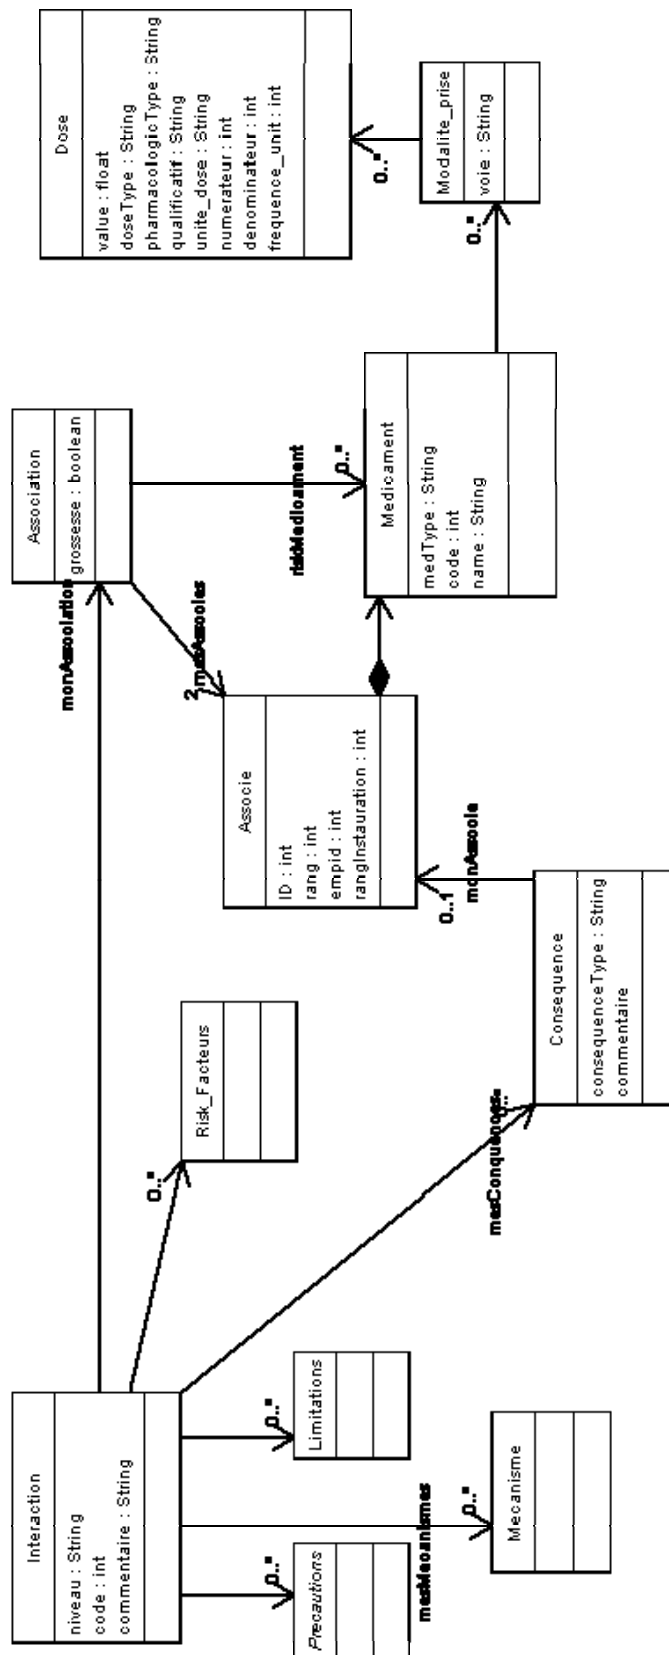 Interaction
niveau : String
code : int
commentaire : String
Precautions
0..*
Limitations
0..*
mesMecanismes
0..*
Mecanisme
Risk_Facteurs
0..*
mesConquences
Consequence
consequenceType : String
commentaire
monAssocie
0..1
Associe
ID : int
rang : int
empid : int
rangInstauration : int
monAssociation
Association
grossesse : boolean
2
mesAssocies
riskMedicament
0..*
Medicament
medType : String
code : int
name : String
0..*
Modalite_prise
voie : String
0..*
Dose
value : float
doseType : String
pharmacologicType : String
qualificatif : String
unite_dose : String
numerateur : int
denominateur : int
frequence_unit : int